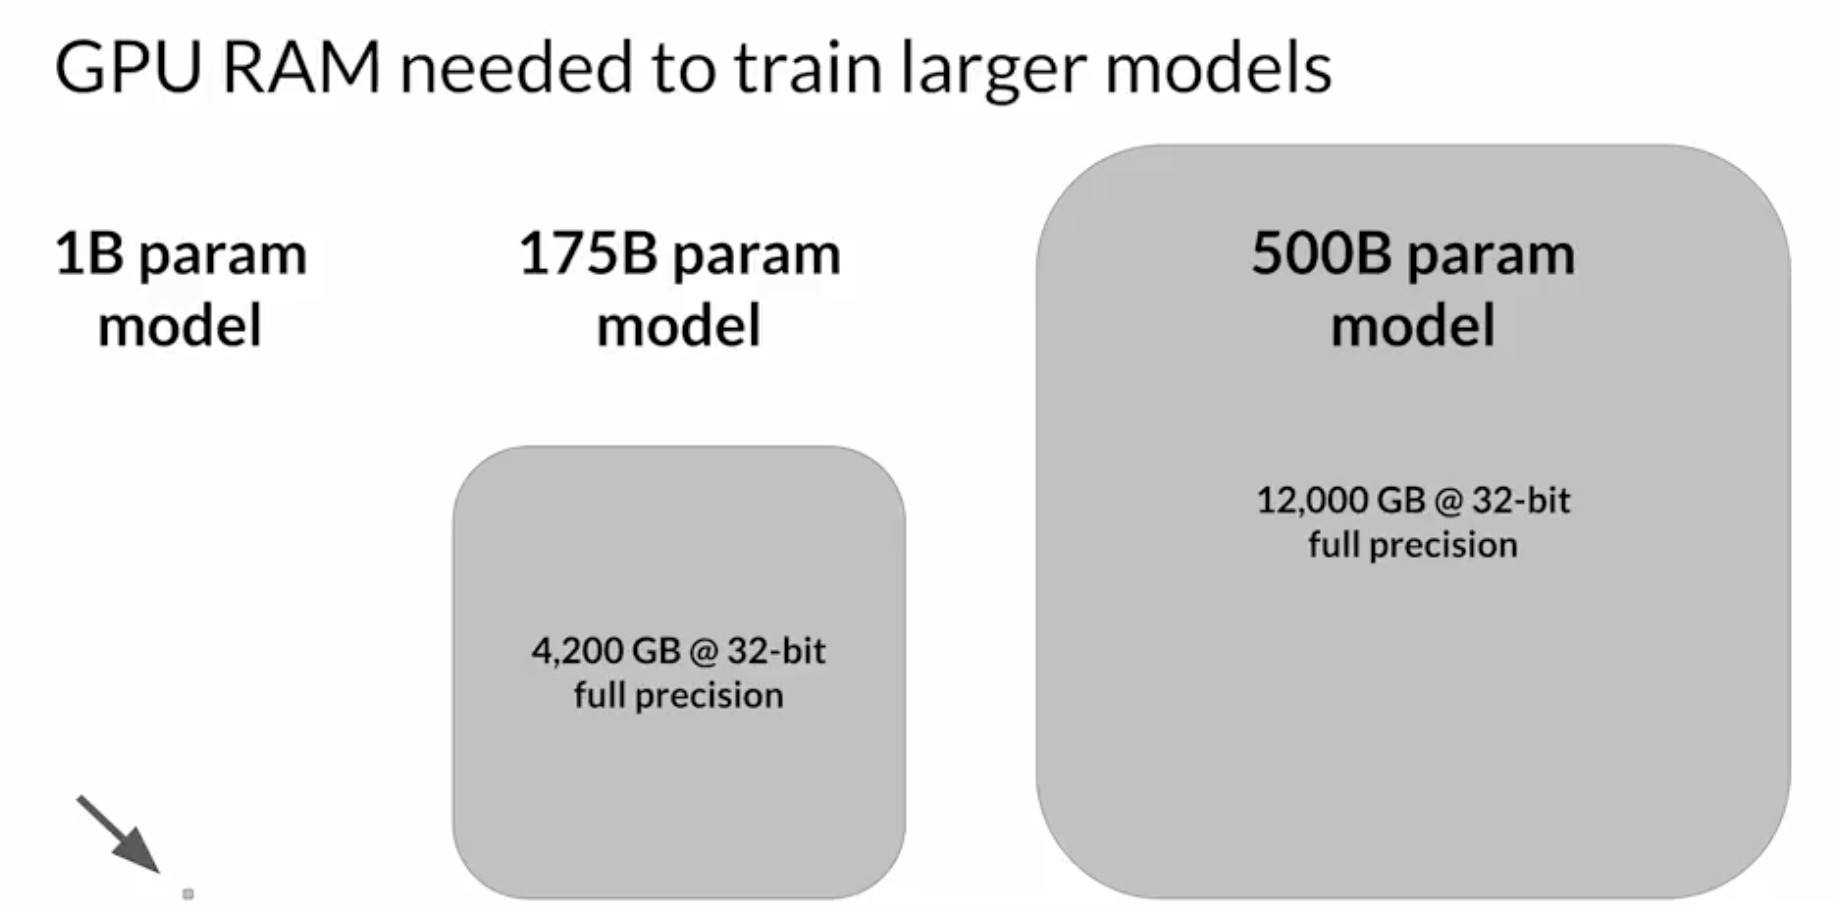 GPU RAM needed to train larger models
1B param
model
175B param
model
500B param
model
4,200 GB @ 32-bit
full precision
12,000 GB @ 32-bit
full precision